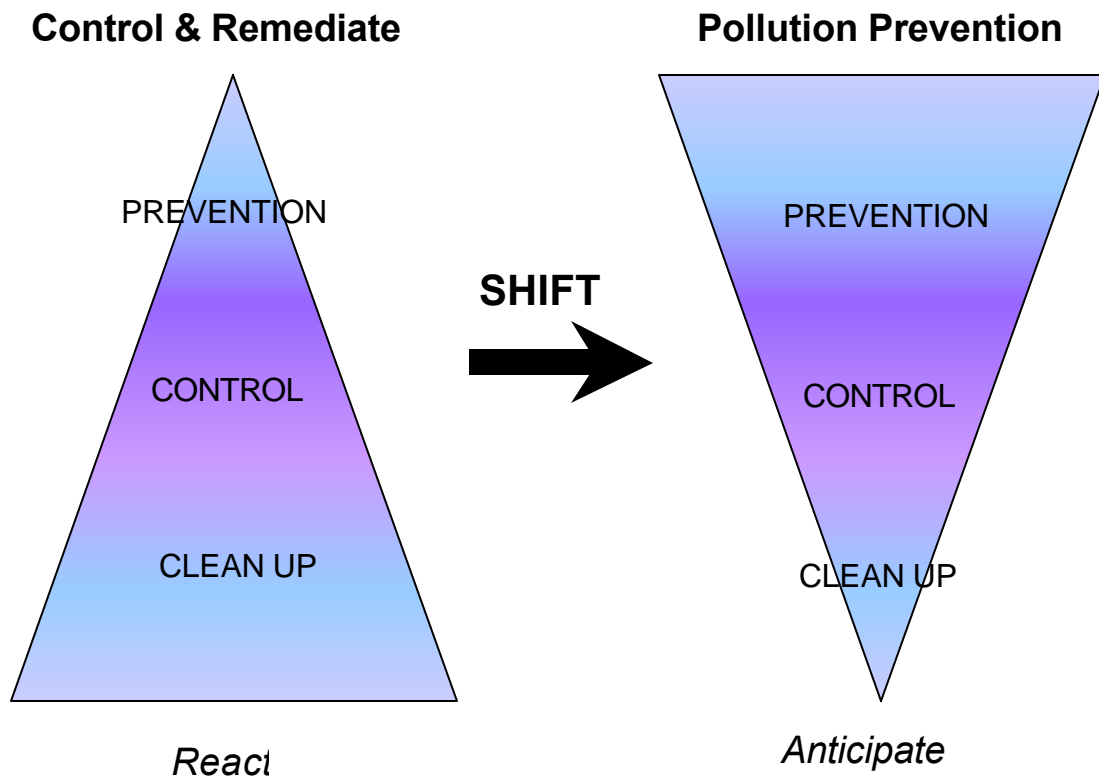 Control & Remediate
PREVENTION
CONTROL
CLEAN UP
React
SHIFT
Pollution Prevention
PREVENTION
CONTROL
CLEAN UP
Anticipate